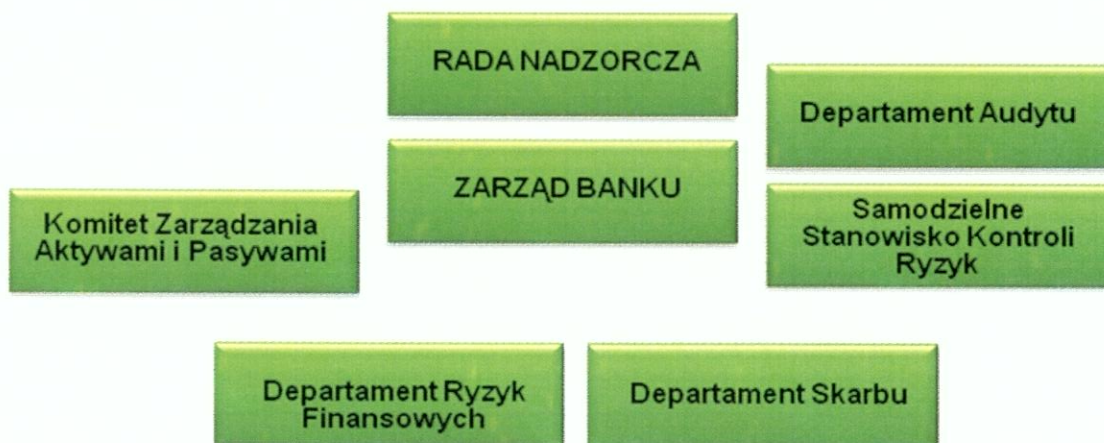 RADA NADZORCZA
Departament Audytu
ZARZĄD BANKU
Komitet Zarządzania
Aktywami i Pasywami
Samodzielne
Stanowisko Kontroli
Ryzyk
Departament Ryzyk
Finansowych
Departament Skarbu